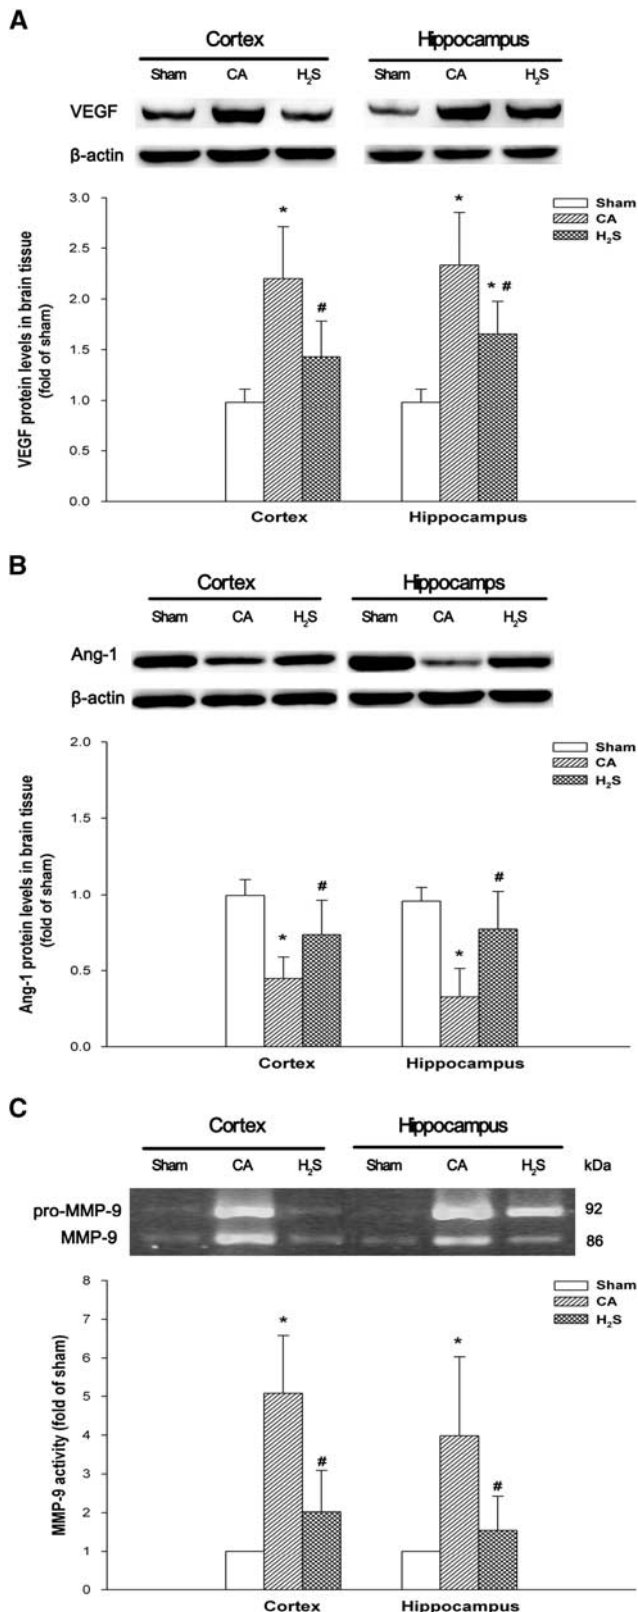 A
Cortex Hippocampus
Sham CA H₂S Sham CA H₂S
VEGF
β-actin
VEGF protein levels in brain tissue
(fold of sham)
3.0
2.5
2.0
1.5
1.0
0.5
0.0
Sham
CA
H₂S
* # * * #
Cortex Hippocampus
B
Cortex Hippocamps
Sham CA H₂S Sham CA H₂S
Ang-1
β-actin
Ang-1 protein levels in brain tissue
(fold of sham)
2.0
1.5
1.0
0.5
0.0
Sham
CA
H₂S
* # * #
Cortex Hippocampus
C
Cortex Hippocampus
Sham CA H₂S Sham CA H₂S kDa
pro-MMP-9 92
MMP-9 86
MMP-9 activity (fold of sham)
8
7
6
5
4
3
2
1
0
Sham
CA
H₂S
* # * #
Cortex Hippocampus